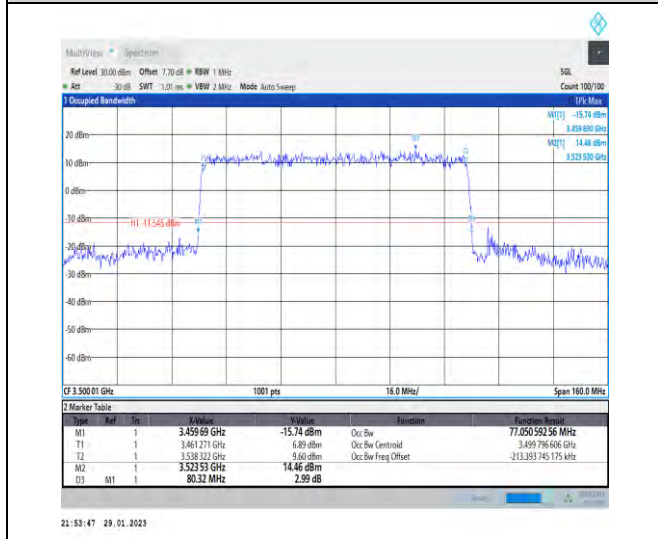 MultiView Spectrum
Ref Level 30.00 dBm Offset 7.70 dB RBW 1 MHz SGL
Att 30 dB SWT 1.01 ms VBW 2 MHz Mode Auto Sweep Count 100/100
1 Occupied Bandwidth 1Pk Max
M1[1] -15.74 dBm
3.459 690 GHz
M2[1] 14.46 dBm
3.523 530 GHz
20 dBm
10 dBm
0 dBm
-10 dBm
H1 -11.545 dBm
-20 dBm
-30 dBm
-40 dBm
-50 dBm
-60 dBm
CF 3.500 01 GHz 1001 pts 16.0 MHz/ Span 160.0 MHz
2 Marker Table
Type Ref Trc X-Value Y-Value Function Function Result
M1 1 3.459 69 GHz -15.74 dBm Occ Bw 77.050 592 56 MHz
T1 1 3.461 271 GHz 6.89 dBm Occ Bw Centroid 3.499 796 606 GHz
T2 1 3.538 322 GHz 9.60 dBm Occ Bw Freq Offset -213.393 745 175 kHz
M2 1 3.523 53 GHz 14.46 dBm
D3 M1 1 80.32 MHz 2.99 dB
21:53:47 29.01.2023